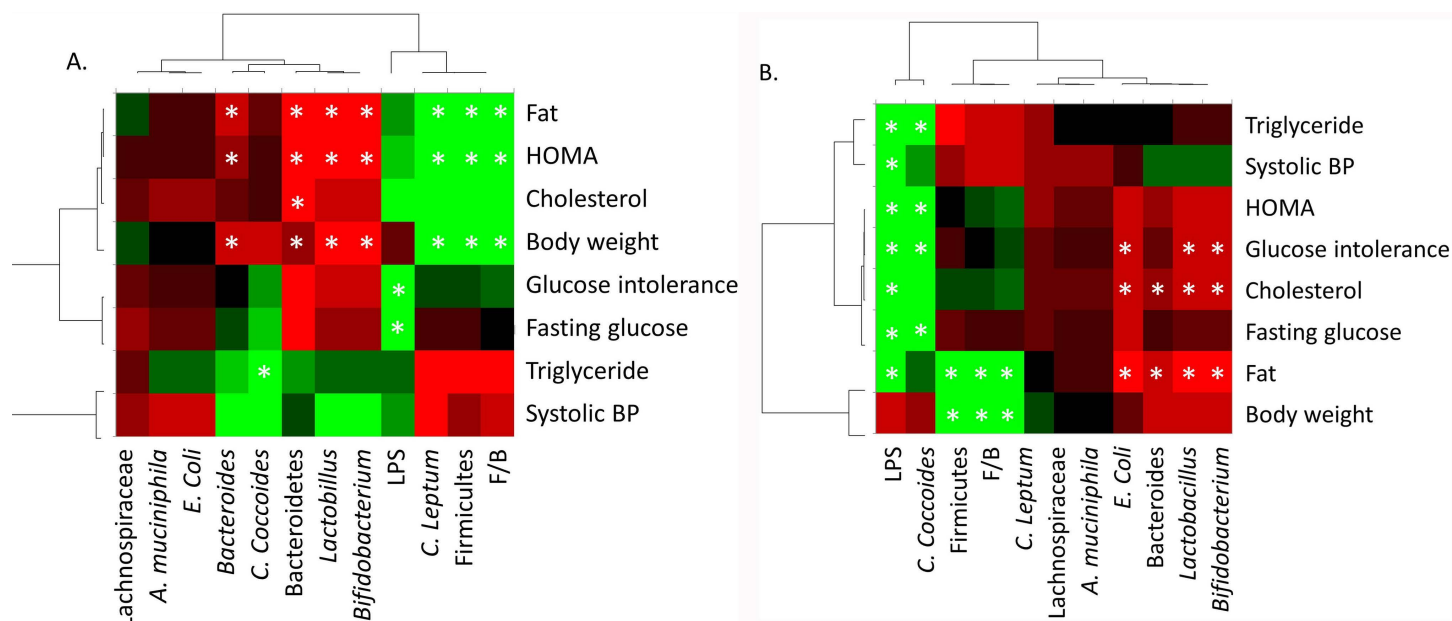 A.
Fat
HOMA
Cholesterol
Body weight
Glucose intolerance
Fasting glucose
Triglyceride
Systolic BP
* * * * * * *
* * * * * * *
*
* * * * * * *
*
*
*
Lachnospiraceae
A. muciniphila
E. Coli
Bacteroides
C. Coccoides
Bacteroidetes
Lactobillus
Bifidobacterium
LPS
C. Leptum
Firmicultes
F/B
B.
Triglyceride
Systolic BP
HOMA
Glucose intolerance
Cholesterol
Fasting glucose
Fat
Body weight
* *
*
* *
* * * * *
* * * * *
* *
* * * * * * * *
* * *
LPS
C. Coccoides
Firmicutes
F/B
C. Leptum
Lachnospiraceae
A. muciniphila
E. Coli
Bacteroides
Lactobacillus
Bifidobacterium